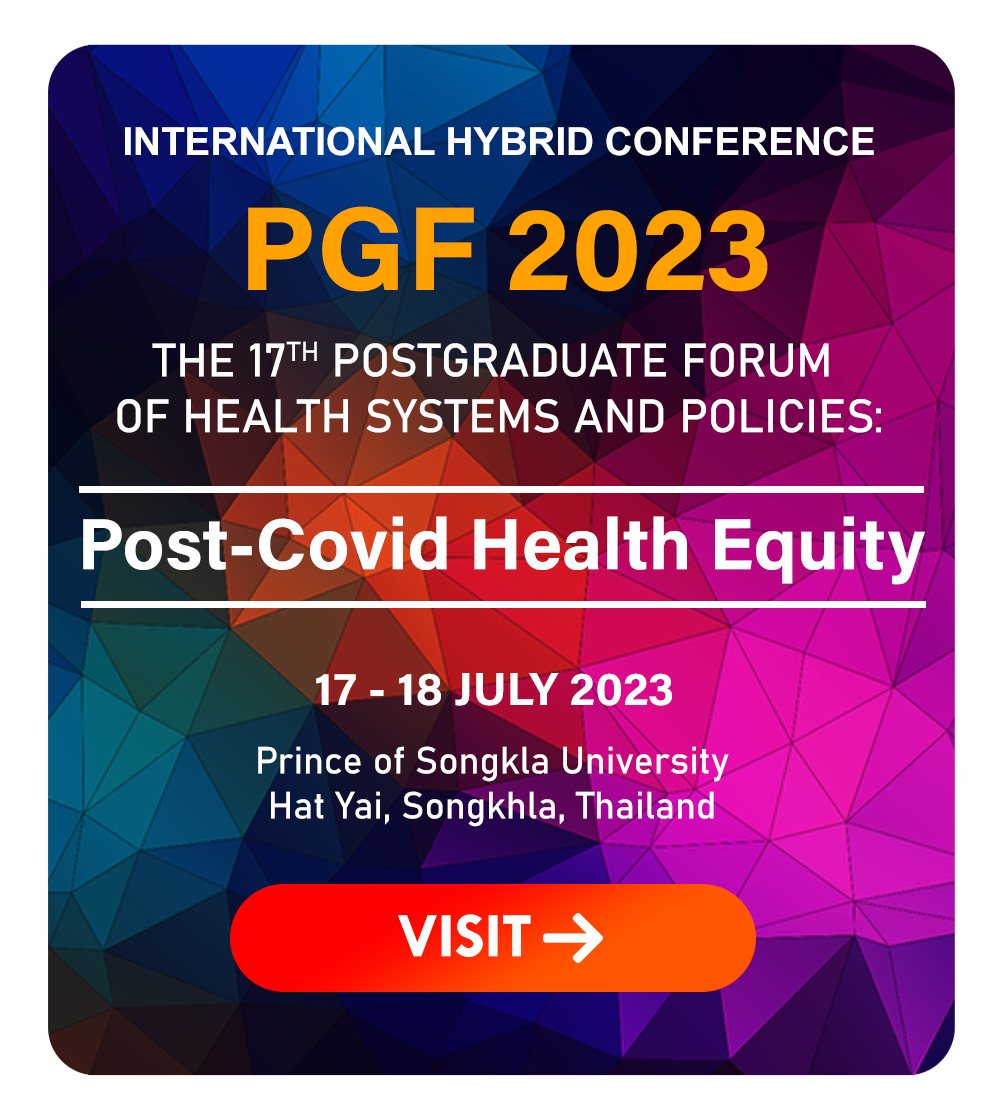 INTERNATIONAL HYBRID CONFERENCE
PGF 2023
THE 17TH POSTGRADUATE FORUM
OF HEALTH SYSTEMS AND POLICIES:
Post-Covid Health Equity
17 - 18 JULY 2023
Prince of Songkla University
Hat Yai, Songkhla, Thailand
VISIT →